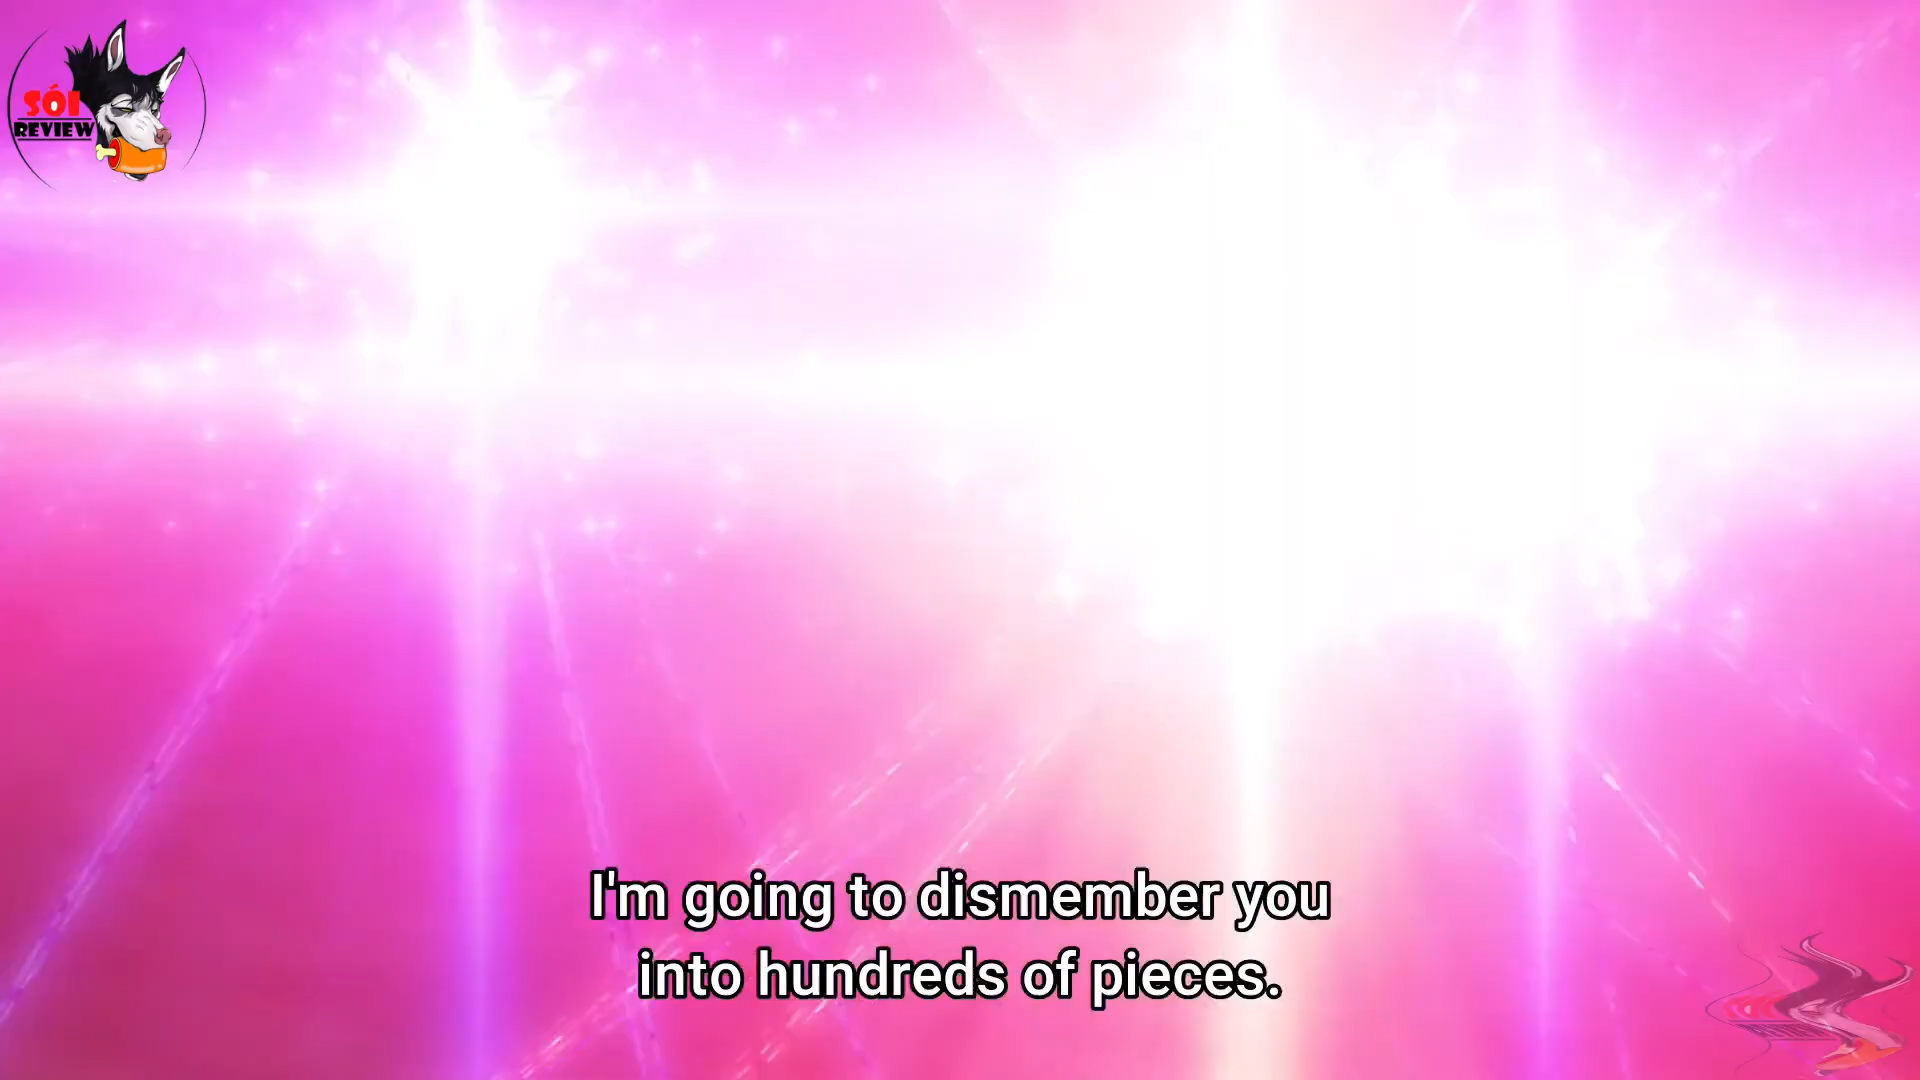 SÓI
REVIEW
I'm going to dismember you
into hundreds of pieces.